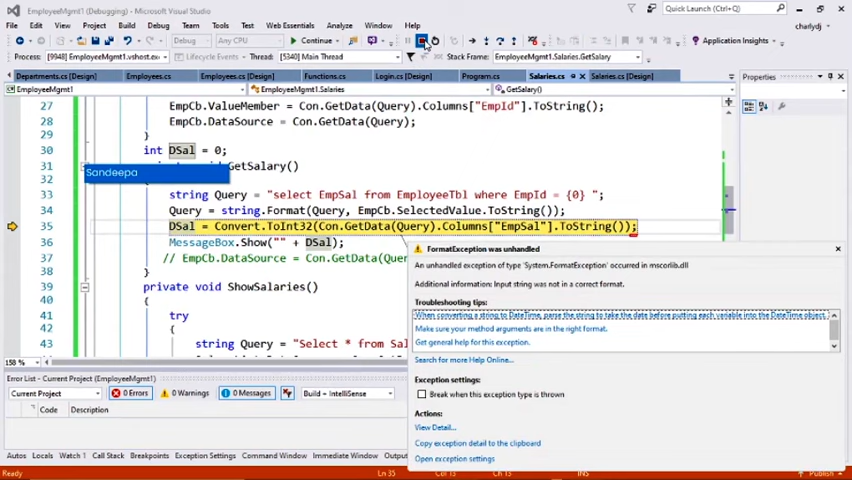 EmployeeMgmt1 (Debugging) - Microsoft Visual Studio
Quick Launch (Ctrl+Q)
File Edit View Project Build Debug Team Tools Test Web Essentials Analyze Window Help
charlydj
Debug Any CPU Continue Application Insights
Process: [9948] EmployeeMgmt1.vshost.ex Thread: [5340] Main Thread Stack Frame: EmployeeMgmt1.Salaries.GetSalary
Departments.cs [Design] Employees.cs Employees.cs [Design] Functions.cs Login.cs [Design] Program.cs Salaries.cs Salaries.cs [Design] Properties
EmployeeMgmt1 EmployeeMgmt1.Salaries GetSalary()
27 EmpCb.ValueMember = Con.GetData(Query).Columns["EmpId"].ToString();
28 EmpCb.DataSource = Con.GetData(Query);
29 }
30 int DSal = 0;
31 GetSalary()
Sandeepa
32
33 string Query = "select EmpSal from EmployeeTbl where EmpId = {0} ";
34 Query = string.Format(Query, EmpCb.SelectedValue.ToString());
35 DSal = Convert.ToInt32(Con.GetData(Query).Columns["EmpSal"].ToString());
36 MessageBox.Show("" + DSal);
37 // EmpCb.DataSource = Con.GetData(Que
38 }
39 private void ShowSalaries()
40 {
41 try
42 {
43 string Query = "Select * from Sal
FormatException was unhandled
An unhandled exception of type 'System.FormatException' occurred in mscorlib.dll
Additional information: Input string was not in a correct format.
Troubleshooting tips:
When converting a string to DateTime, parse the string to take the date before putting each variable into the DateTime object.
Make sure your method arguments are in the right format.
Get general help for this exception.
Search for more Help Online...
Exception settings:
Break when this exception type is thrown
Actions:
View Detail...
Copy exception detail to the clipboard
Open exception settings
158 %
Error List - Current Project (EmployeeMgmt1)
Current Project 0 Errors 0 Warnings 0 Messages Build + IntelliSense
Code Description
Autos Locals Watch 1 Call Stack Breakpoints Exception Settings Command Window Immediate Window Outpu
Ready Ln 35 Col 13 Ch 13 INS Publish